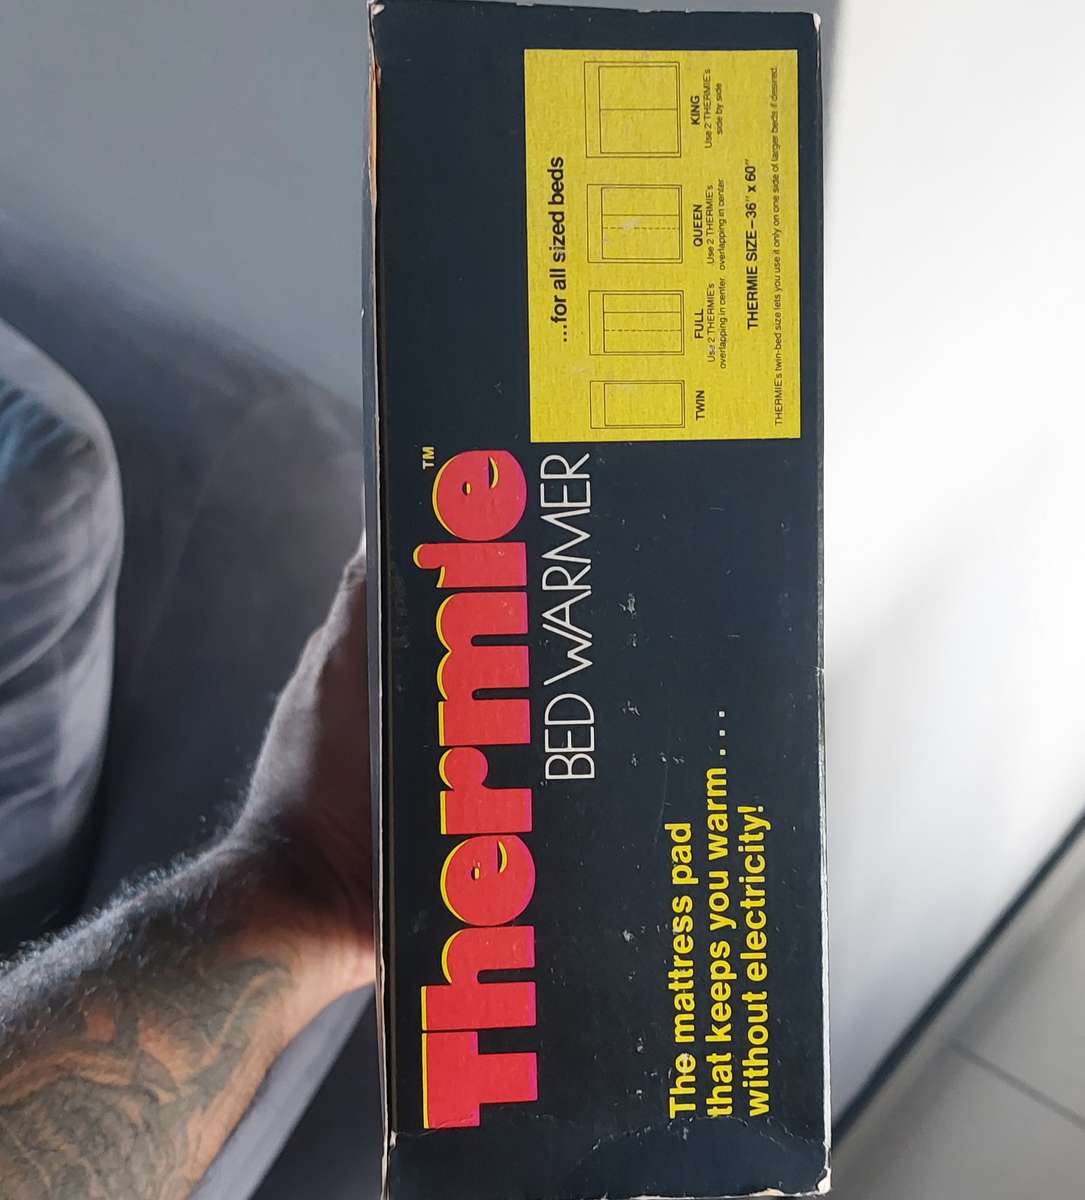 Thermie™
BED WARMER
The mattress pad
that keeps you warm . . .
without electricity!
...for all sized beds
TWIN
FULL
Use 2 THERMIE's
overlapping in center.
QUEEN
Use 2 THERMIE's
overlapping in center
KING
Use 2 THERMIE's
side by side
THERMIE SIZE–36" x 60"
THERMIE's twin-bed size lets you use it only on one side of larger beds if desired.